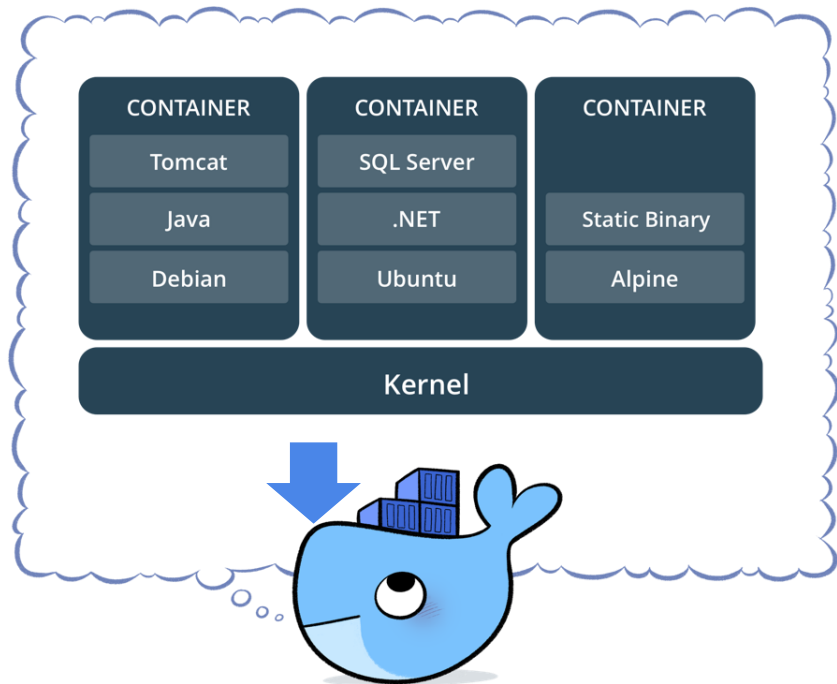 CONTAINER
Tomcat
Java
Debian
CONTAINER
SQL Server
.NET
Ubuntu
CONTAINER
Static Binary
Alpine
Kernel